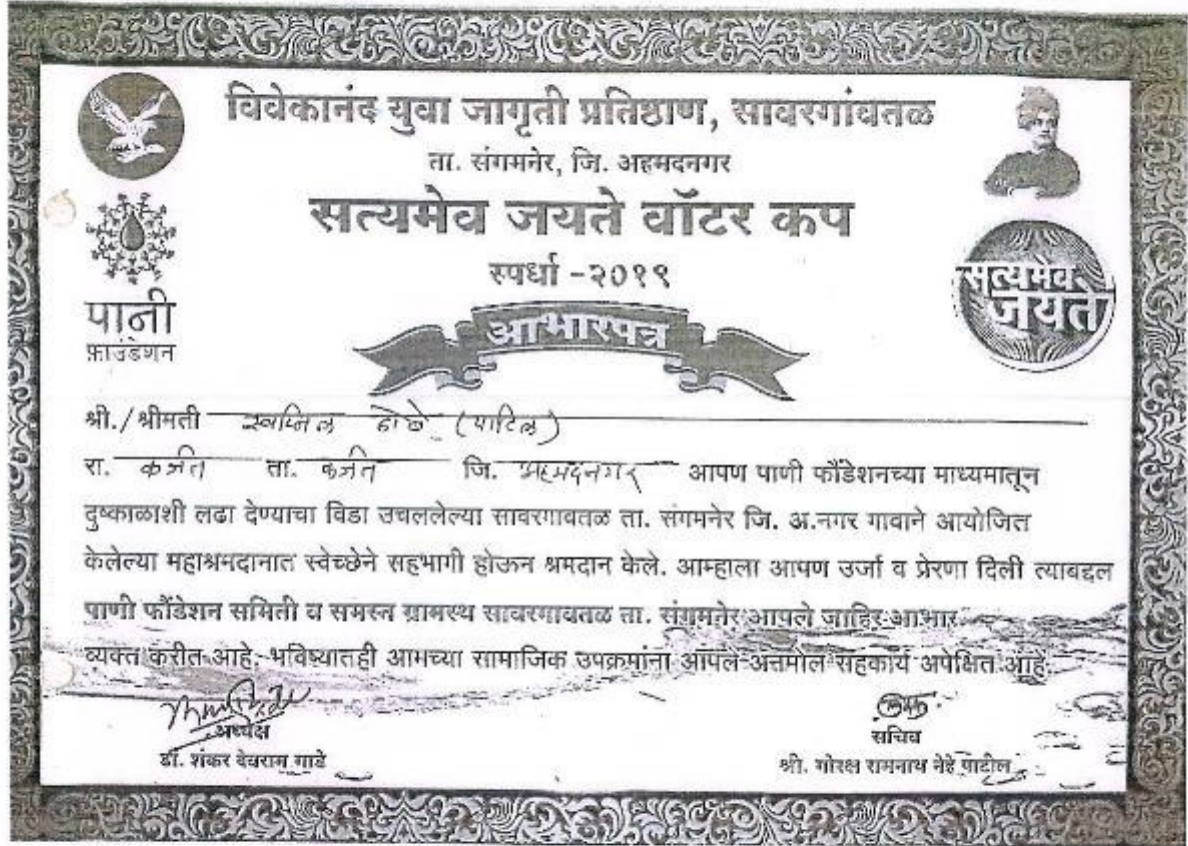 विवेकानंद युवा जागृती प्रतिष्ठाण, सावरगांवतळ
ता. संगमनेर, जि. अहमदनगर
सत्यमेव जयते वॉटर कप
स्पर्धा -२०१९
आभारपत्र
पानी
फ़ाउंडेशन
सत्यमेव
जयते
श्री./श्रीमती स्वप्निल (पाटिल)
रा. कर्जत ता. कर्जत जि. अहमदनगर आपण पाणी फौंडेशनच्या माध्यमातून
दुष्काळाशी लढा देण्याचा विडा उचललेल्या सावरगावतळ ता. संगमनेर जि. अ.नगर गावाने आयोजित
केलेल्या महाश्रमदानात स्वेच्छेने सहभागी होऊन श्रमदान केले. आम्हाला आपण उर्जा व प्रेरणा दिली त्याबद्दल
पाणी फौंडेशन समिती व समस्त ग्रामस्थ सावरगावतळ ता. संगमनेर आपले जाहिर आभार
व्यक्त करीत आहे. भविष्यातही आमच्या सामाजिक उपक्रमांना आपले अनमोल सहकार्य अपेक्षित आहे.
अध्यक्ष
डॉ. शंकर देवराम गाडे
सचिव
श्री. गोरक्ष रामनाथ नेहे पाटील